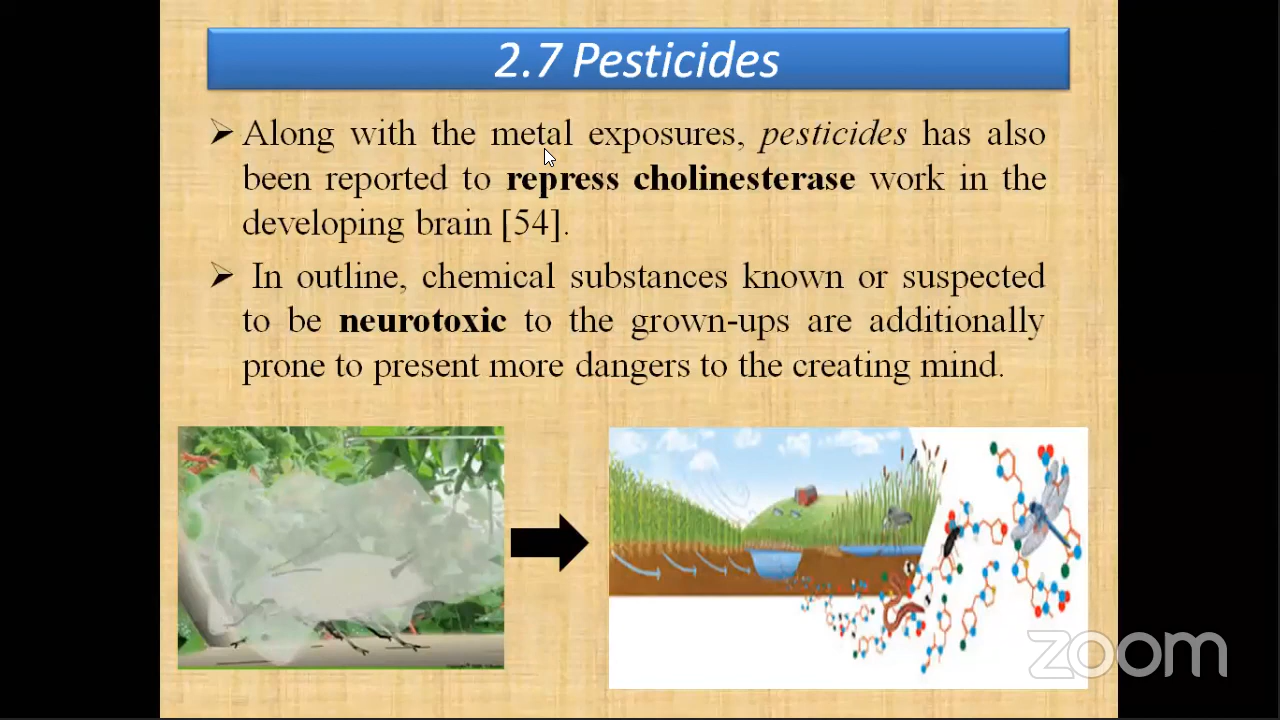 2.7 Pesticides
Along with the metal exposures, pesticides has also
been reported to repress cholinesterase work in the
developing brain [54].
In outline, chemical substances known or suspected
to be neurotoxic to the grown-ups are additionally
prone to present more dangers to the creating mind.
zoom